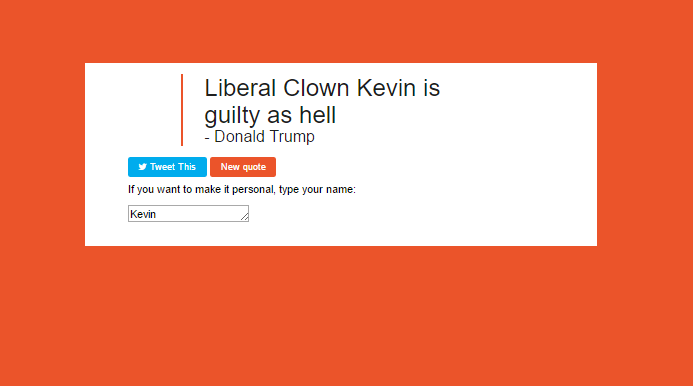 Liberal Clown Kevin is
guilty as hell
- Donald Trump
Tweet This New quote
If you want to make it personal, type your name:
Kevin